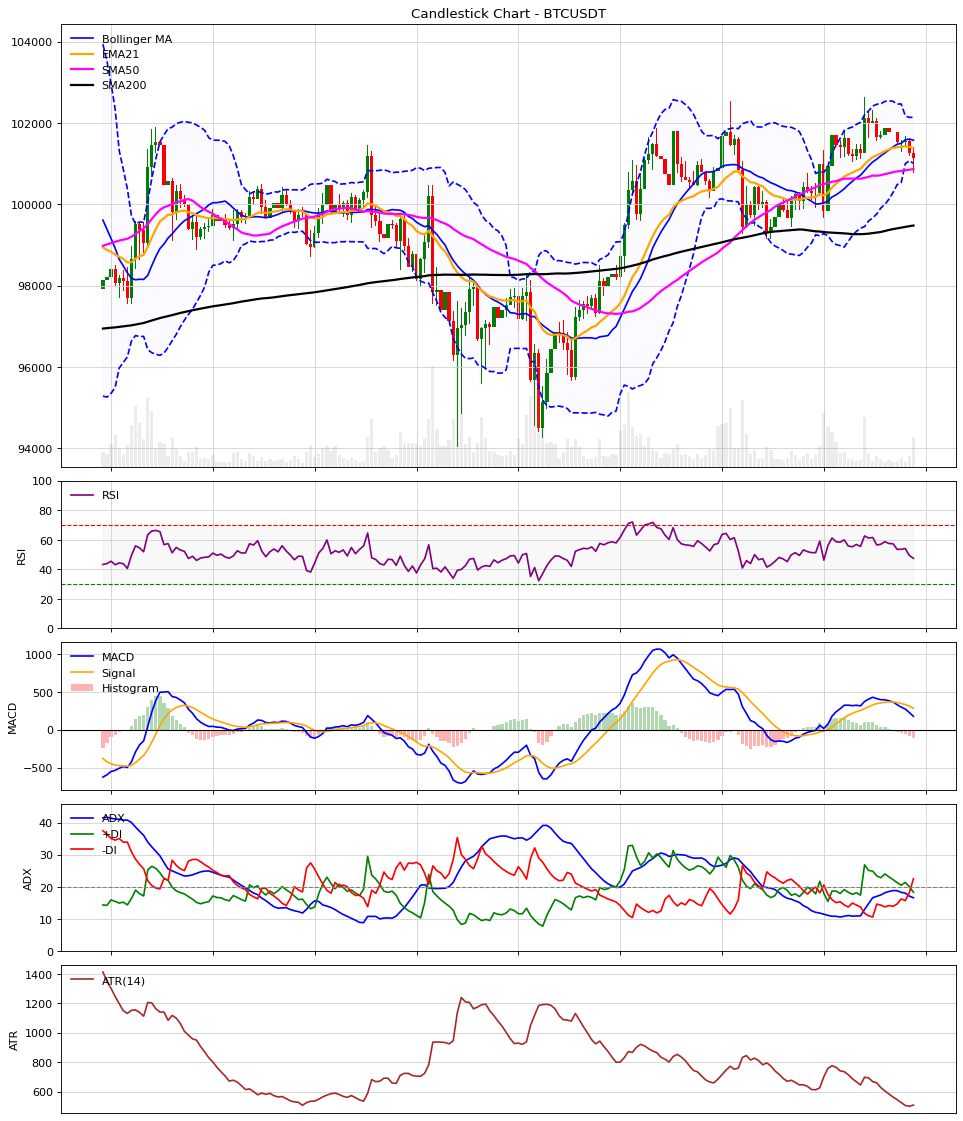 Candlestick Chart - BTCUSDT
104000
102000
100000
98000
96000
94000
Bollinger MA
EMA21
SMA50
SMA200
RSI
100
80
60
40
20
0
RSI
MACD
1000
500
0
−500
MACD
Signal
Histogram
ADX
40
30
20
10
0
ADX
+DI
-DI
ATR
1400
1200
1000
800
600
ATR(14)